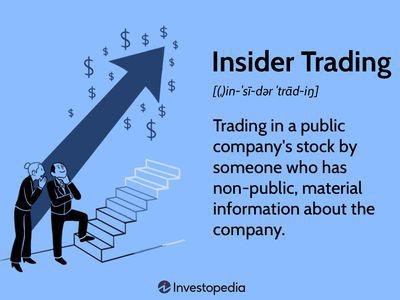 $ $ $ $ $ $ $ $ $ $ $ $
Insider Trading
[(ˌ)in-ˈsī-dər ˈtrād-iŋ]
Trading in a public
company's stock by
someone who has
non-public, material
information about the
company.
Investopedia